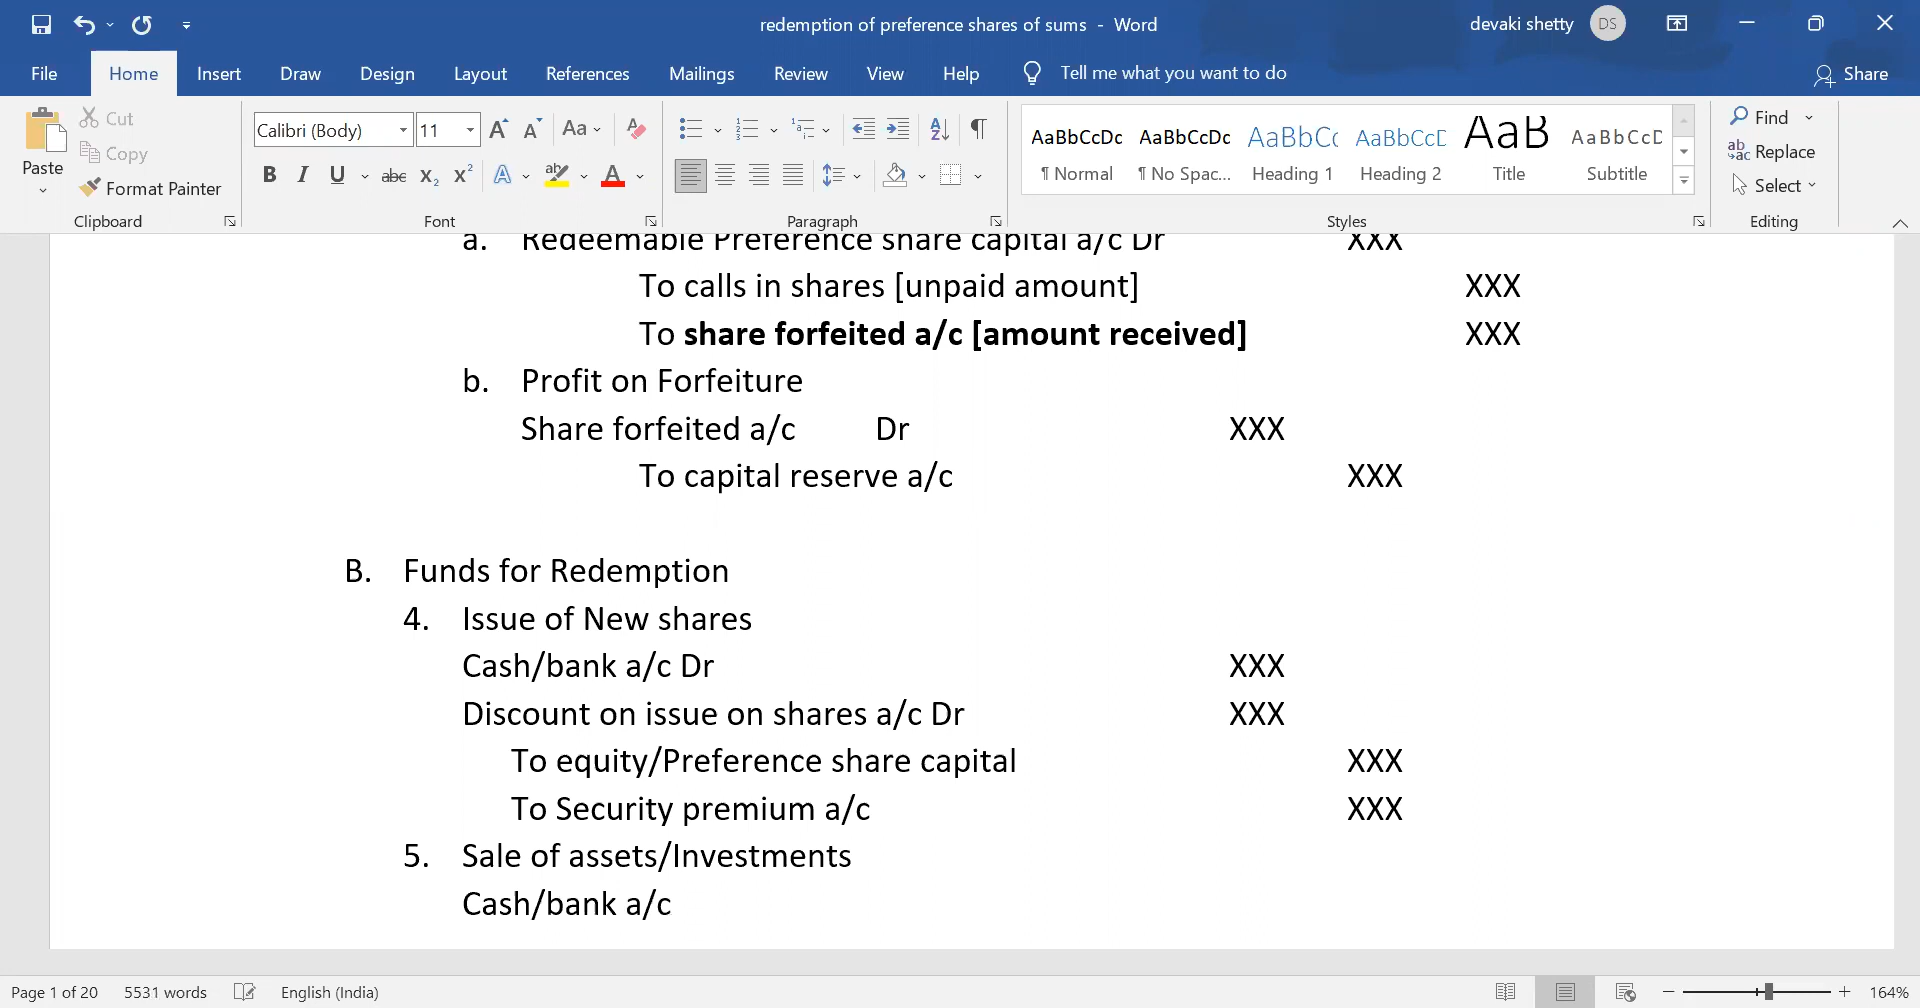 redemption of preference shares of sums - Word
devaki shetty DS
File Home Insert Draw Design Layout References Mailings Review View Help Tell me what you want to do Share
Paste
Cut
Copy
Format Painter
Clipboard
Calibri (Body) 11
Font
Paragraph
AaBbCcDc AaBbCcDc AaBbCc AaBbCcD AaB AaBbCcD
¶ Normal ¶ No Spac... Heading 1 Heading 2 Title Subtitle
Styles
Find
Replace
Select
Editing
a. Redeemable Preference share capital a/c Dr XXX
To calls in shares [unpaid amount] XXX
To share forfeited a/c [amount received] XXX
b. Profit on Forfeiture
Share forfeited a/c Dr XXX
To capital reserve a/c XXX
B. Funds for Redemption
4. Issue of New shares
Cash/bank a/c Dr XXX
Discount on issue on shares a/c Dr XXX
To equity/Preference share capital XXX
To Security premium a/c XXX
5. Sale of assets/Investments
Cash/bank a/c
Page 1 of 20 5531 words English (India) 164%